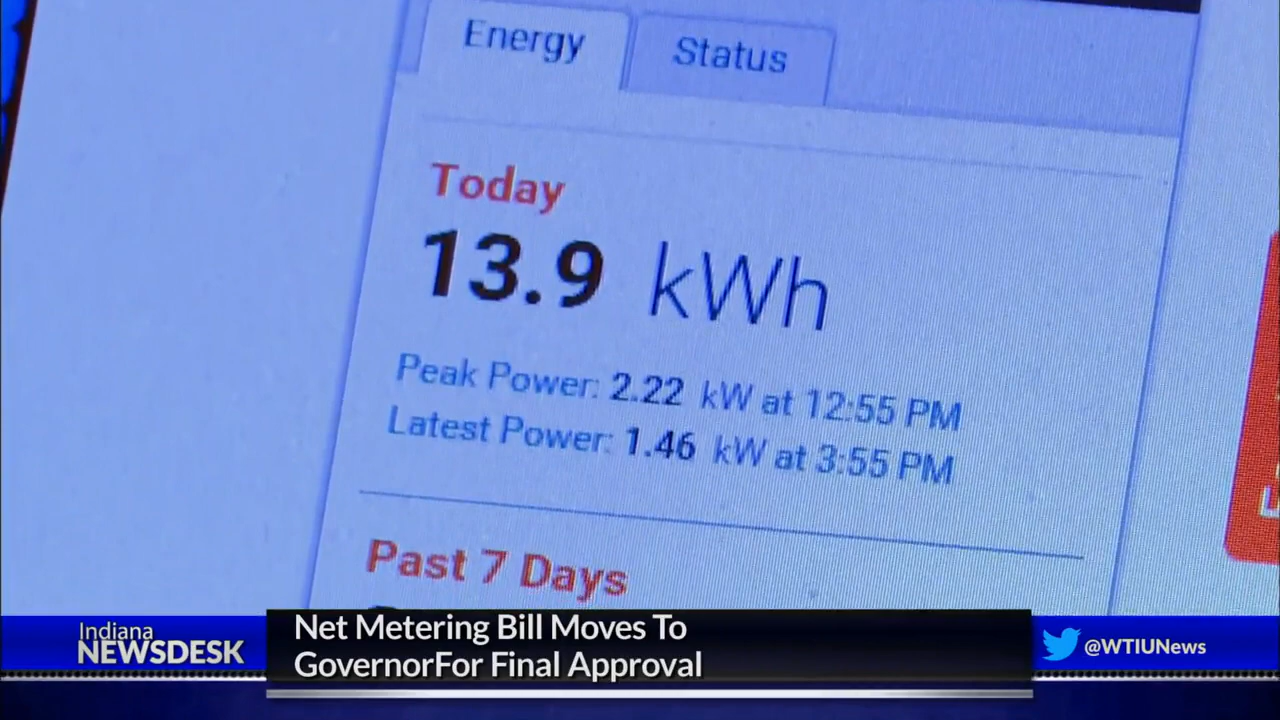 Energy
Status
Today
13.9 kWh
Peak Power: 2.22 kW at 12:55 PM
Latest Power: 1.46 kW at 3:55 PM
Past 7 Days
Indiana
NEWSDESK
Net Metering Bill Moves To
GovernorFor Final Approval
@WTIUNews